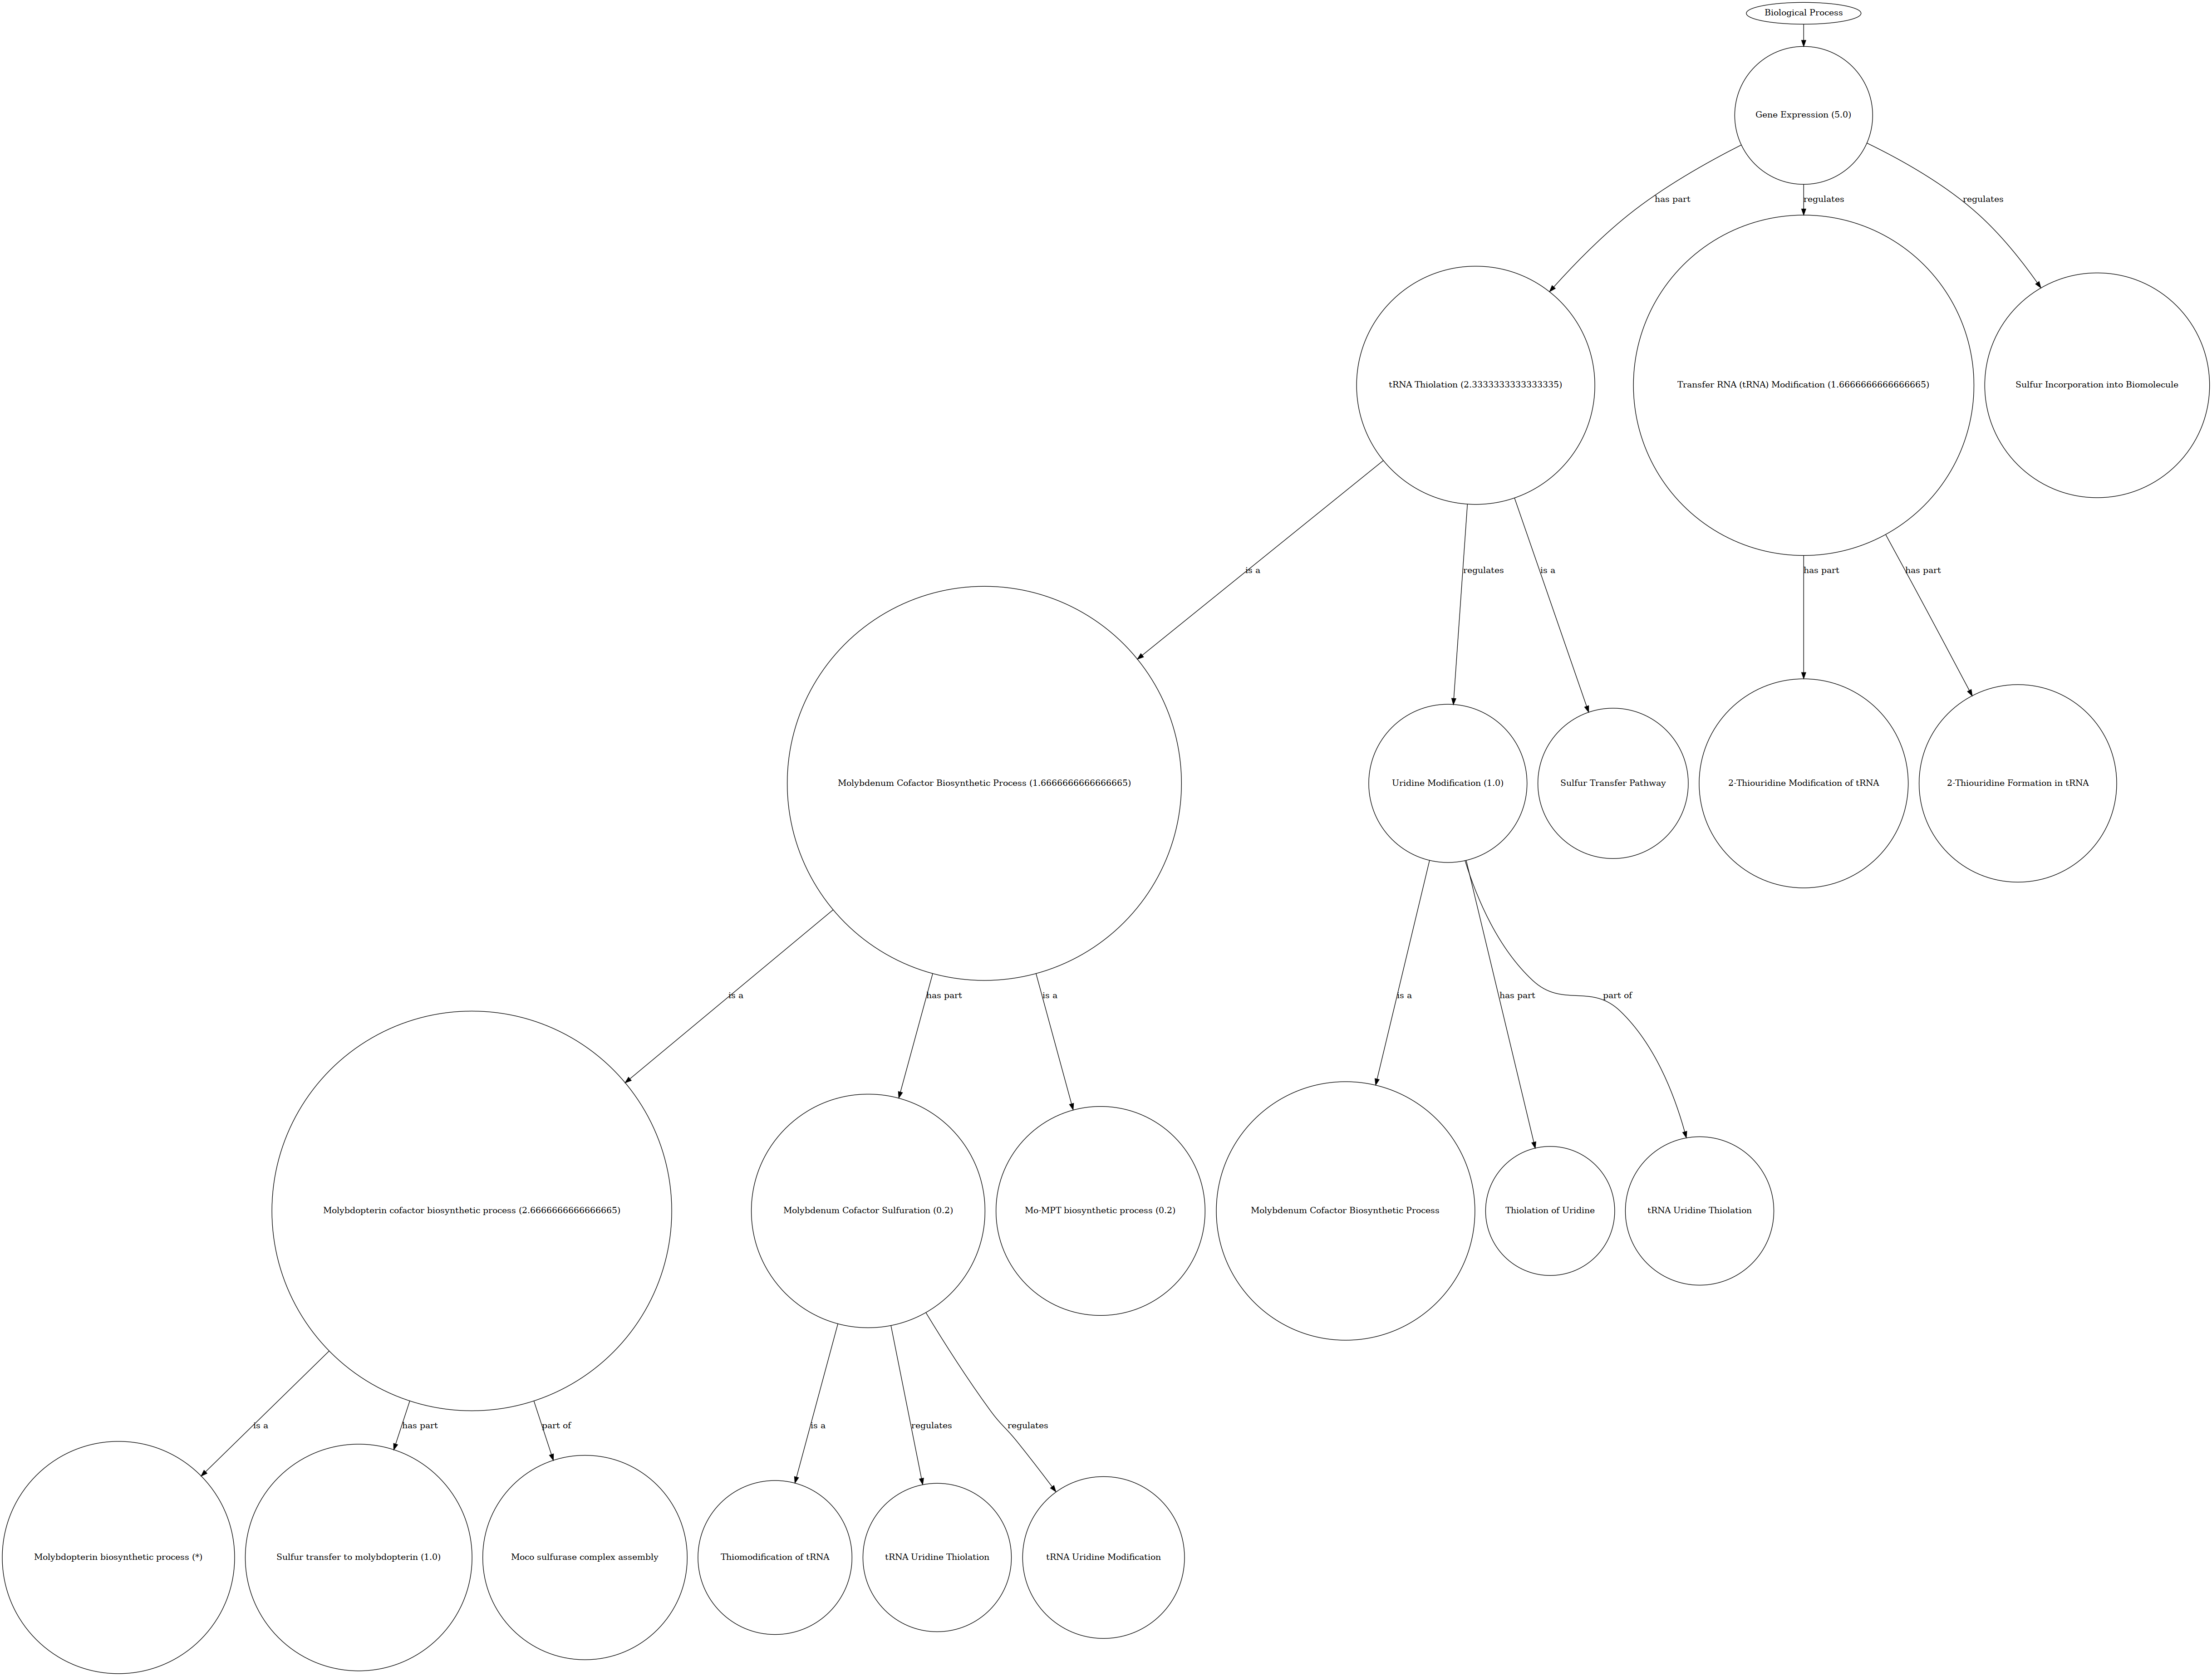 Biological Process
Gene Expression (5.0)
has part
regulates
regulates
tRNA Thiolation (2.3333333333333335)
Transfer RNA (tRNA) Modification (1.6666666666666665)
Sulfur Incorporation into Biomolecule
is a
regulates
is a
has part
has part
Molybdenum Cofactor Biosynthetic Process (1.6666666666666665)
Uridine Modification (1.0)
Sulfur Transfer Pathway
2-Thiouridine Modification of tRNA
2-Thiouridine Formation in tRNA
is a
has part
is a
is a
has part
part of
Molybdopterin cofactor biosynthetic process (2.6666666666666665)
Molybdenum Cofactor Sulfuration (0.2)
Mo-MPT biosynthetic process (0.2)
Molybdenum Cofactor Biosynthetic Process
Thiolation of Uridine
tRNA Uridine Thiolation
is a
has part
part of
is a
regulates
regulates
Molybdopterin biosynthetic process (*)
Sulfur transfer to molybdopterin (1.0)
Moco sulfurase complex assembly
Thiomodification of tRNA
tRNA Uridine Thiolation
tRNA Uridine Modification